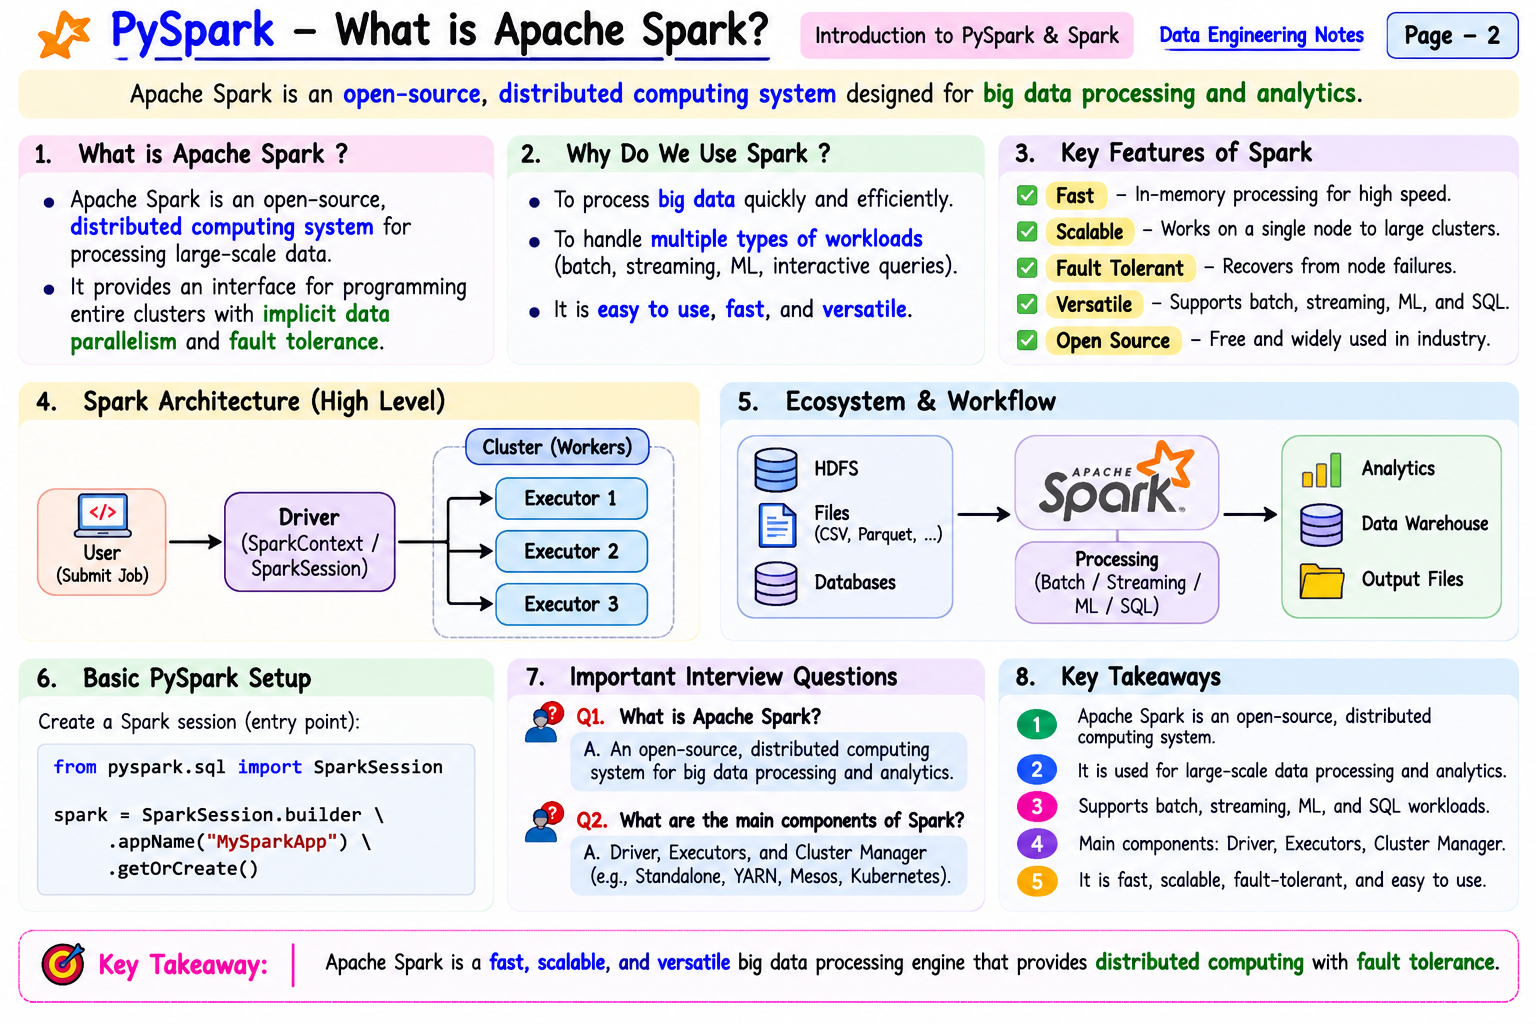 PySpark – What is Apache Spark?
Introduction to PySpark & Spark
Data Engineering Notes
Page – 2
Apache Spark is an open-source, distributed computing system designed for big data processing and analytics.
1. What is Apache Spark ?
• Apache Spark is an open-source,
distributed computing system for
processing large-scale data.
• It provides an interface for programming
entire clusters with implicit data
parallelism and fault tolerance.
2. Why Do We Use Spark ?
• To process big data quickly and efficiently.
• To handle multiple types of workloads
(batch, streaming, ML, interactive queries).
• It is easy to use, fast, and versatile.
3. Key Features of Spark
✅ Fast – In-memory processing for high speed.
✅ Scalable – Works on a single node to large clusters.
✅ Fault Tolerant – Recovers from node failures.
✅ Versatile – Supports batch, streaming, ML, and SQL.
✅ Open Source – Free and widely used in industry.
4. Spark Architecture (High Level)
</>
User
(Submit Job)
Driver
(SparkContext /
SparkSession)
Cluster (Workers)
Executor 1
Executor 2
Executor 3
5. Ecosystem & Workflow
HDFS
Files
(CSV, Parquet, ...)
Databases
APACHE
Spark
Processing
(Batch / Streaming /
ML / SQL)
Analytics
Data Warehouse
Output Files
6. Basic PySpark Setup
Create a Spark session (entry point):
from pyspark.sql import SparkSession
spark = SparkSession.builder \
.appName("MySparkApp") \
.getOrCreate()
7. Important Interview Questions
?
Q1. What is Apache Spark?
A. An open-source, distributed computing
system for big data processing and analytics.
?
Q2. What are the main components of Spark?
A. Driver, Executors, and Cluster Manager
(e.g., Standalone, YARN, Mesos, Kubernetes).
8. Key Takeaways
1 Apache Spark is an open-source, distributed
computing system.
2 It is used for large-scale data processing and analytics.
3 Supports batch, streaming, ML, and SQL workloads.
4 Main components: Driver, Executors, Cluster Manager.
5 It is fast, scalable, fault-tolerant, and easy to use.
Key Takeaway:
Apache Spark is a fast, scalable, and versatile big data processing engine that provides distributed computing with fault tolerance.